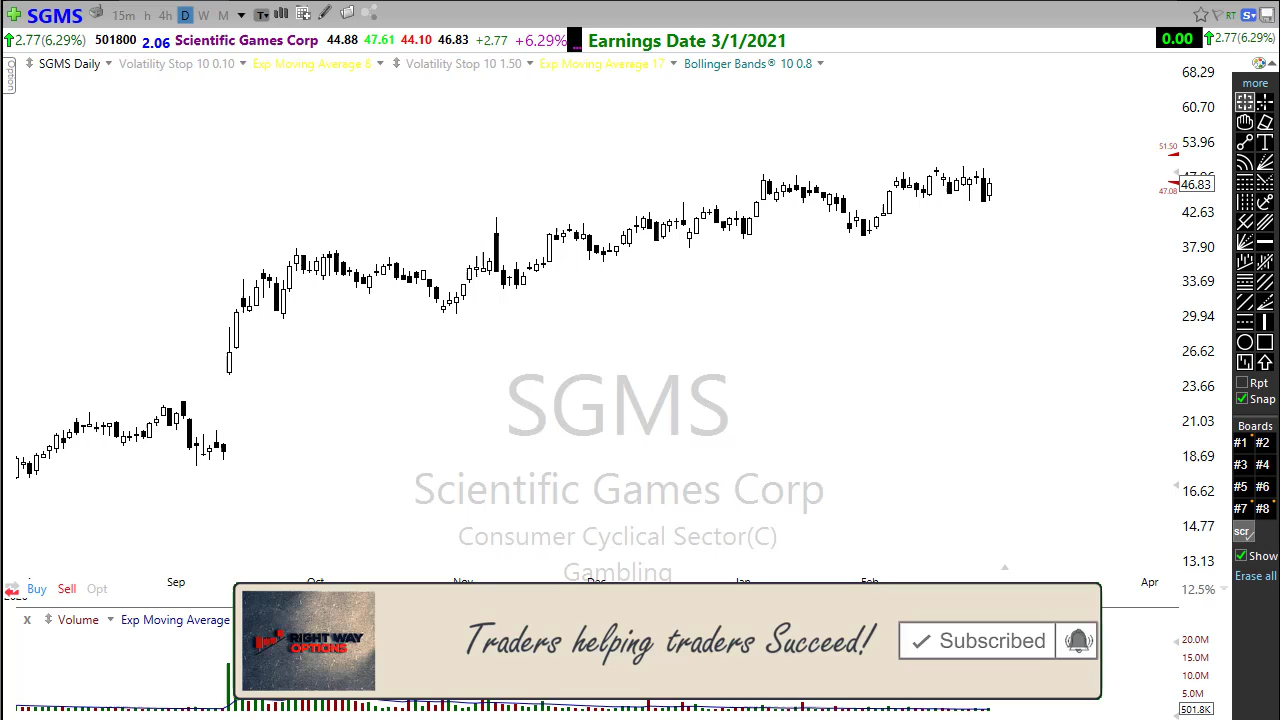 SGMS 15m h 4h D W M T RT S
2.77(6.29%) 501800 2.06 Scientific Games Corp 44.88 47.61 44.10 46.83 +2.77 +6.29% Earnings Date 3/1/2021 0.00 2.77(6.29%)
Option
SGMS Daily Volatility Stop 10 0.10 Exp Moving Average 8 Volatility Stop 10 1.50 Exp Moving Average 17 Bollinger Bands® 10 0.8
68.29
60.70
53.96
51.50
46.83
47.08
42.63
37.90
33.69
29.94
26.62
23.66
21.03
18.69
16.62
14.77
13.13
12.5%
more
T
Rpt
Snap
Boards
#1 #2
#3 #4
#5 #6
#7 #8
scr
Show
Erase all
SGMS
Scientific Games Corp
Consumer Cyclical Sector(C)
Gambling
Sep Oct Nov Dec Jan Feb Apr
Buy Sell Opt
X Volume Exp Moving Average
RIGHT WAY
OPTIONS
Traders helping traders Succeed!
Subscribed
20.0M
15.0M
10.0M
5.0M
501.8K